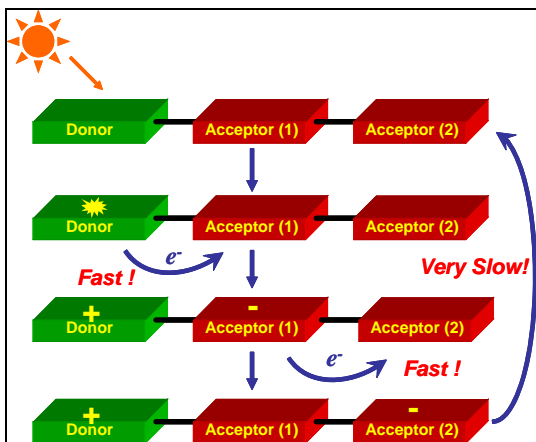 Donor Acceptor (1) Acceptor (2)
Donor Acceptor (1) Acceptor (2)
e-
Fast !
Very Slow!
+ -
Donor Acceptor (1) Acceptor (2)
e-
Fast !
+ -
Donor Acceptor (1) Acceptor (2)